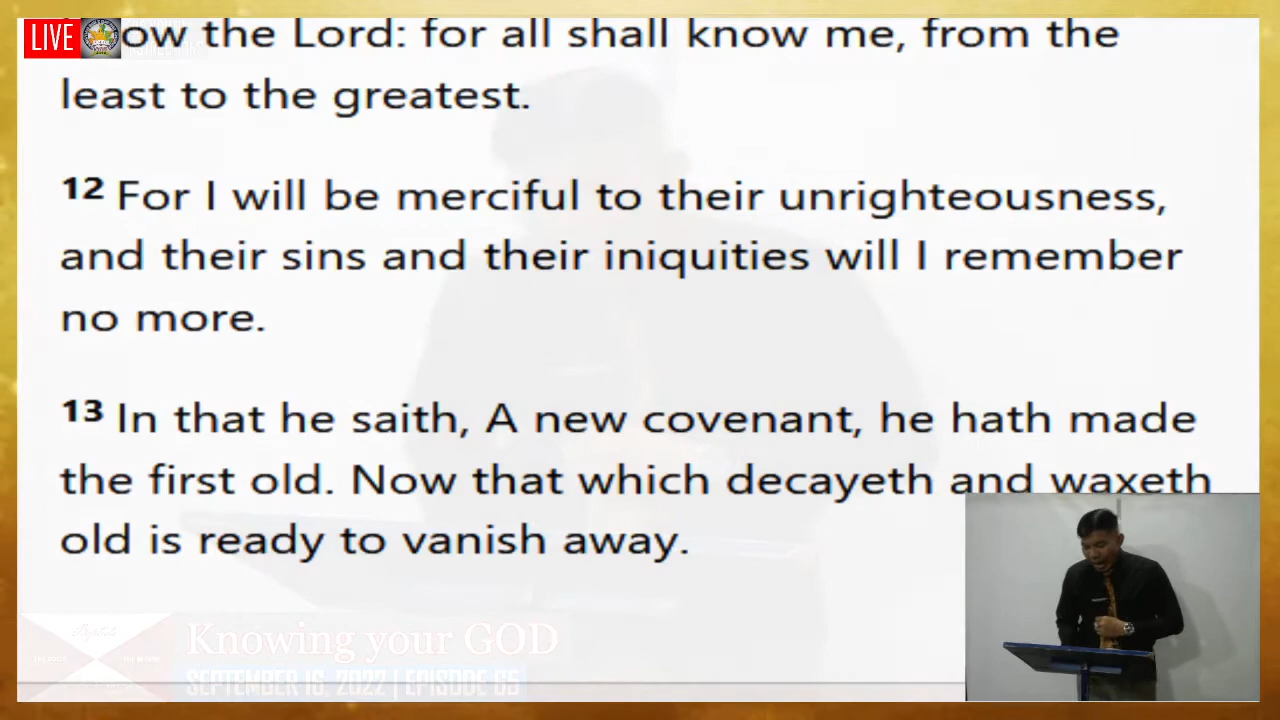 LIVE
ow the Lord: for all shall know me, from the
least to the greatest.
12 For I will be merciful to their unrighteousness,
and their sins and their iniquities will I remember
no more.
13 In that he saith, A new covenant, he hath made
the first old. Now that which decayeth and waxeth
old is ready to vanish away.
Knowing your GOD
SEPTEMBER 16, 2022 | EPISODE 65